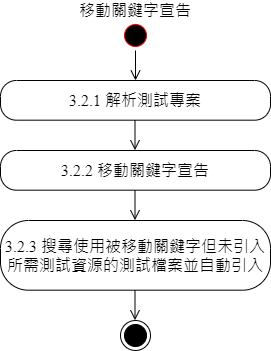 移動關鍵字宣告
3.2.1 解析測試專案
3.2.2 移動關鍵字宣告
3.2.3 搜尋使用被移動關鍵字但未引入
所需測試資源的測試檔案並自動引入